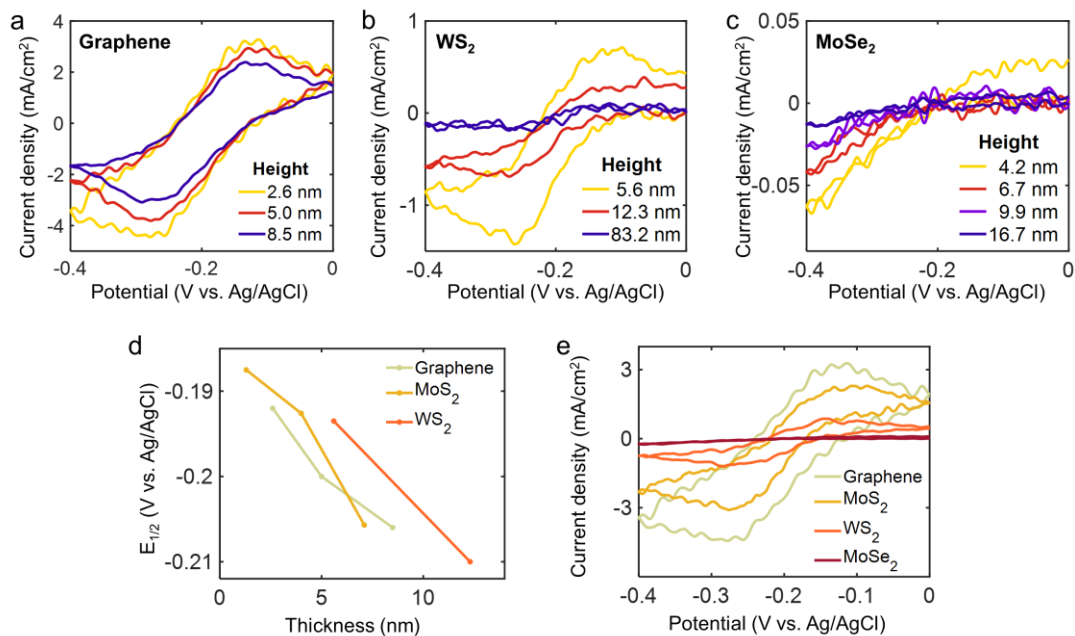 a
Graphene
Current density (mA/cm²)
4
2
0
-2
-4
Height
2.6 nm
5.0 nm
8.5 nm
-0.4
-0.2
0
Potential (V vs. Ag/AgCl)
b
WS₂
Current density (mA/cm²)
1
0
-1
Height
5.6 nm
12.3 nm
83.2 nm
-0.4
-0.2
0
Potential (V vs. Ag/AgCl)
c
MoSe₂
Current density (mA/cm²)
0.05
0
-0.05
Height
4.2 nm
6.7 nm
9.9 nm
16.7 nm
-0.4
-0.2
0
Potential (V vs. Ag/AgCl)
d
E₁/₂ (V vs. Ag/AgCl)
-0.19
-0.2
-0.21
Graphene
MoS₂
WS₂
0
5
10
Thickness (nm)
e
Current density (mA/cm²)
3
0
-3
Graphene
MoS₂
WS₂
MoSe₂
-0.4
-0.3
-0.2
-0.1
0
Potential (V vs. Ag/AgCl)